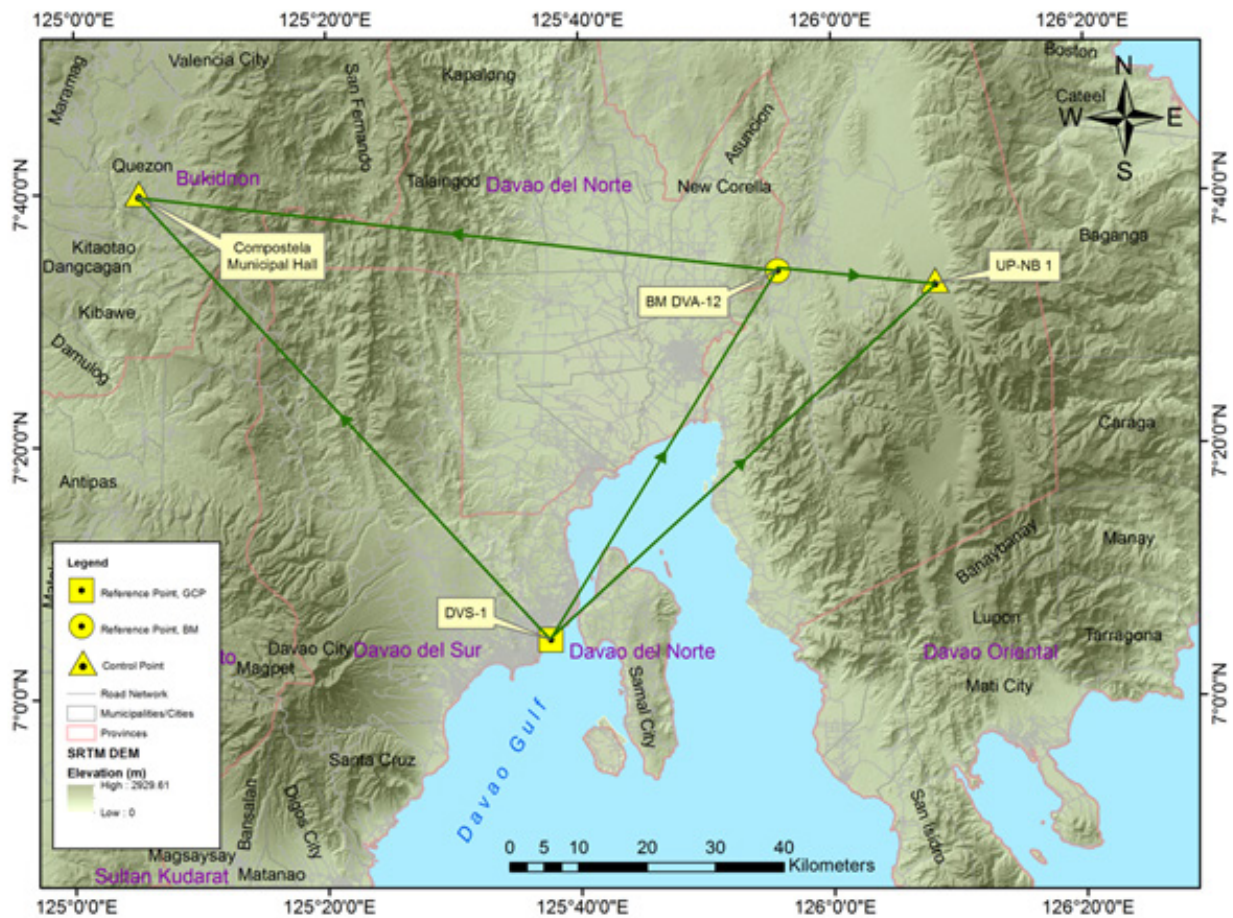 125°0'0"E
125°20'0"E
125°40'0"E
126°0'0"E
126°20'0"E
Valencia City
Maramag
San Fernando
Kapalong
Boston
N
Cateel
W
E
S
Asuncion
Quezon
Bukidnon
Talaingod
Davao del Norte
New Corella
7°40'0"N
7°40'0"N
Compostela
Municipal Hall
Kitaotao
Dangcagan
Baganga
UP-NB 1
BM DVA-12
Kibawe
Damulog
7°20'0"N
7°20'0"N
Caraga
Antipas
Manay
Banaybanay
Legend
Reference Point, GCP
Reference Point, BM
Control Point
Road Network
Municipalities/Cities
Provinces
SRTM DEM
Elevation (m)
High : 2929.61
Low : 0
DVS-1
Lupon
Tarragona
Davao City
Davao del Sur
Davao del Norte
Davao Oriental
Magpet
Samal City
Mati City
7°0'0"N
7°0'0"N
Davao Gulf
Santa Cruz
Bansalan
Digos City
San Isidro
0 5 10 20 30 40
Kilometers
Magsaysay
Sultan Kudarat
Matanao
125°0'0"E
125°20'0"E
125°40'0"E
126°0'0"E
126°20'0"E